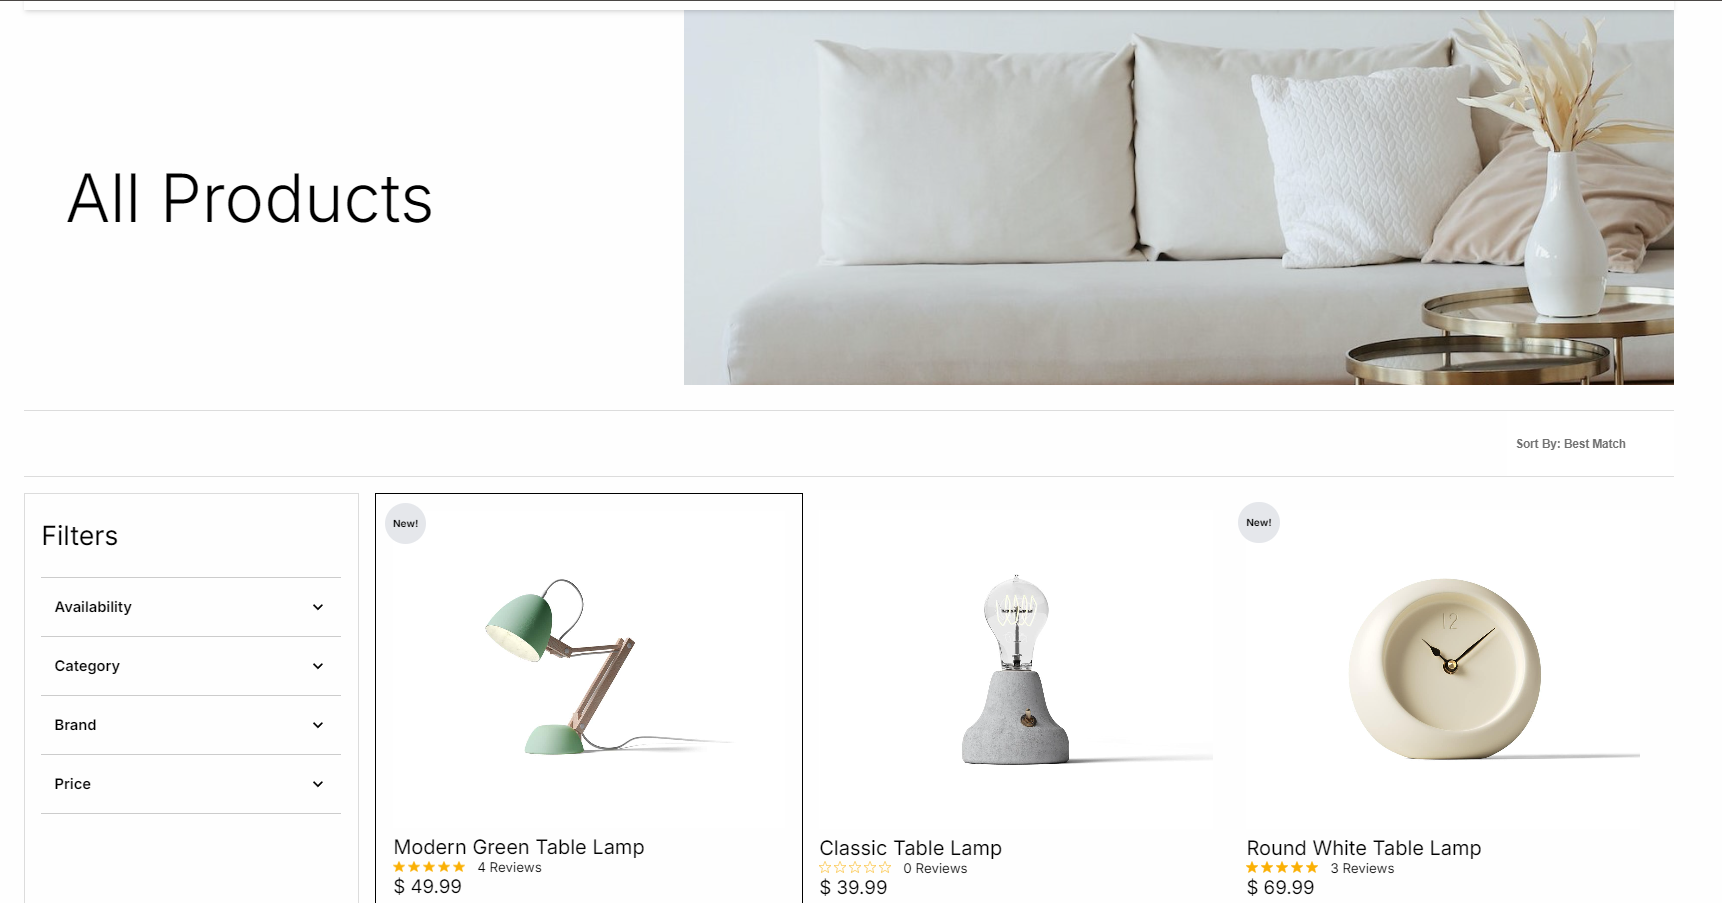 All Products
Sort By: Best Match
Filters
Availability
Category
Brand
Price
New!
Modern Green Table Lamp
4 Reviews
$ 49.99
Classic Table Lamp
0 Reviews
$ 39.99
New!
12
Round White Table Lamp
3 Reviews
$ 69.99